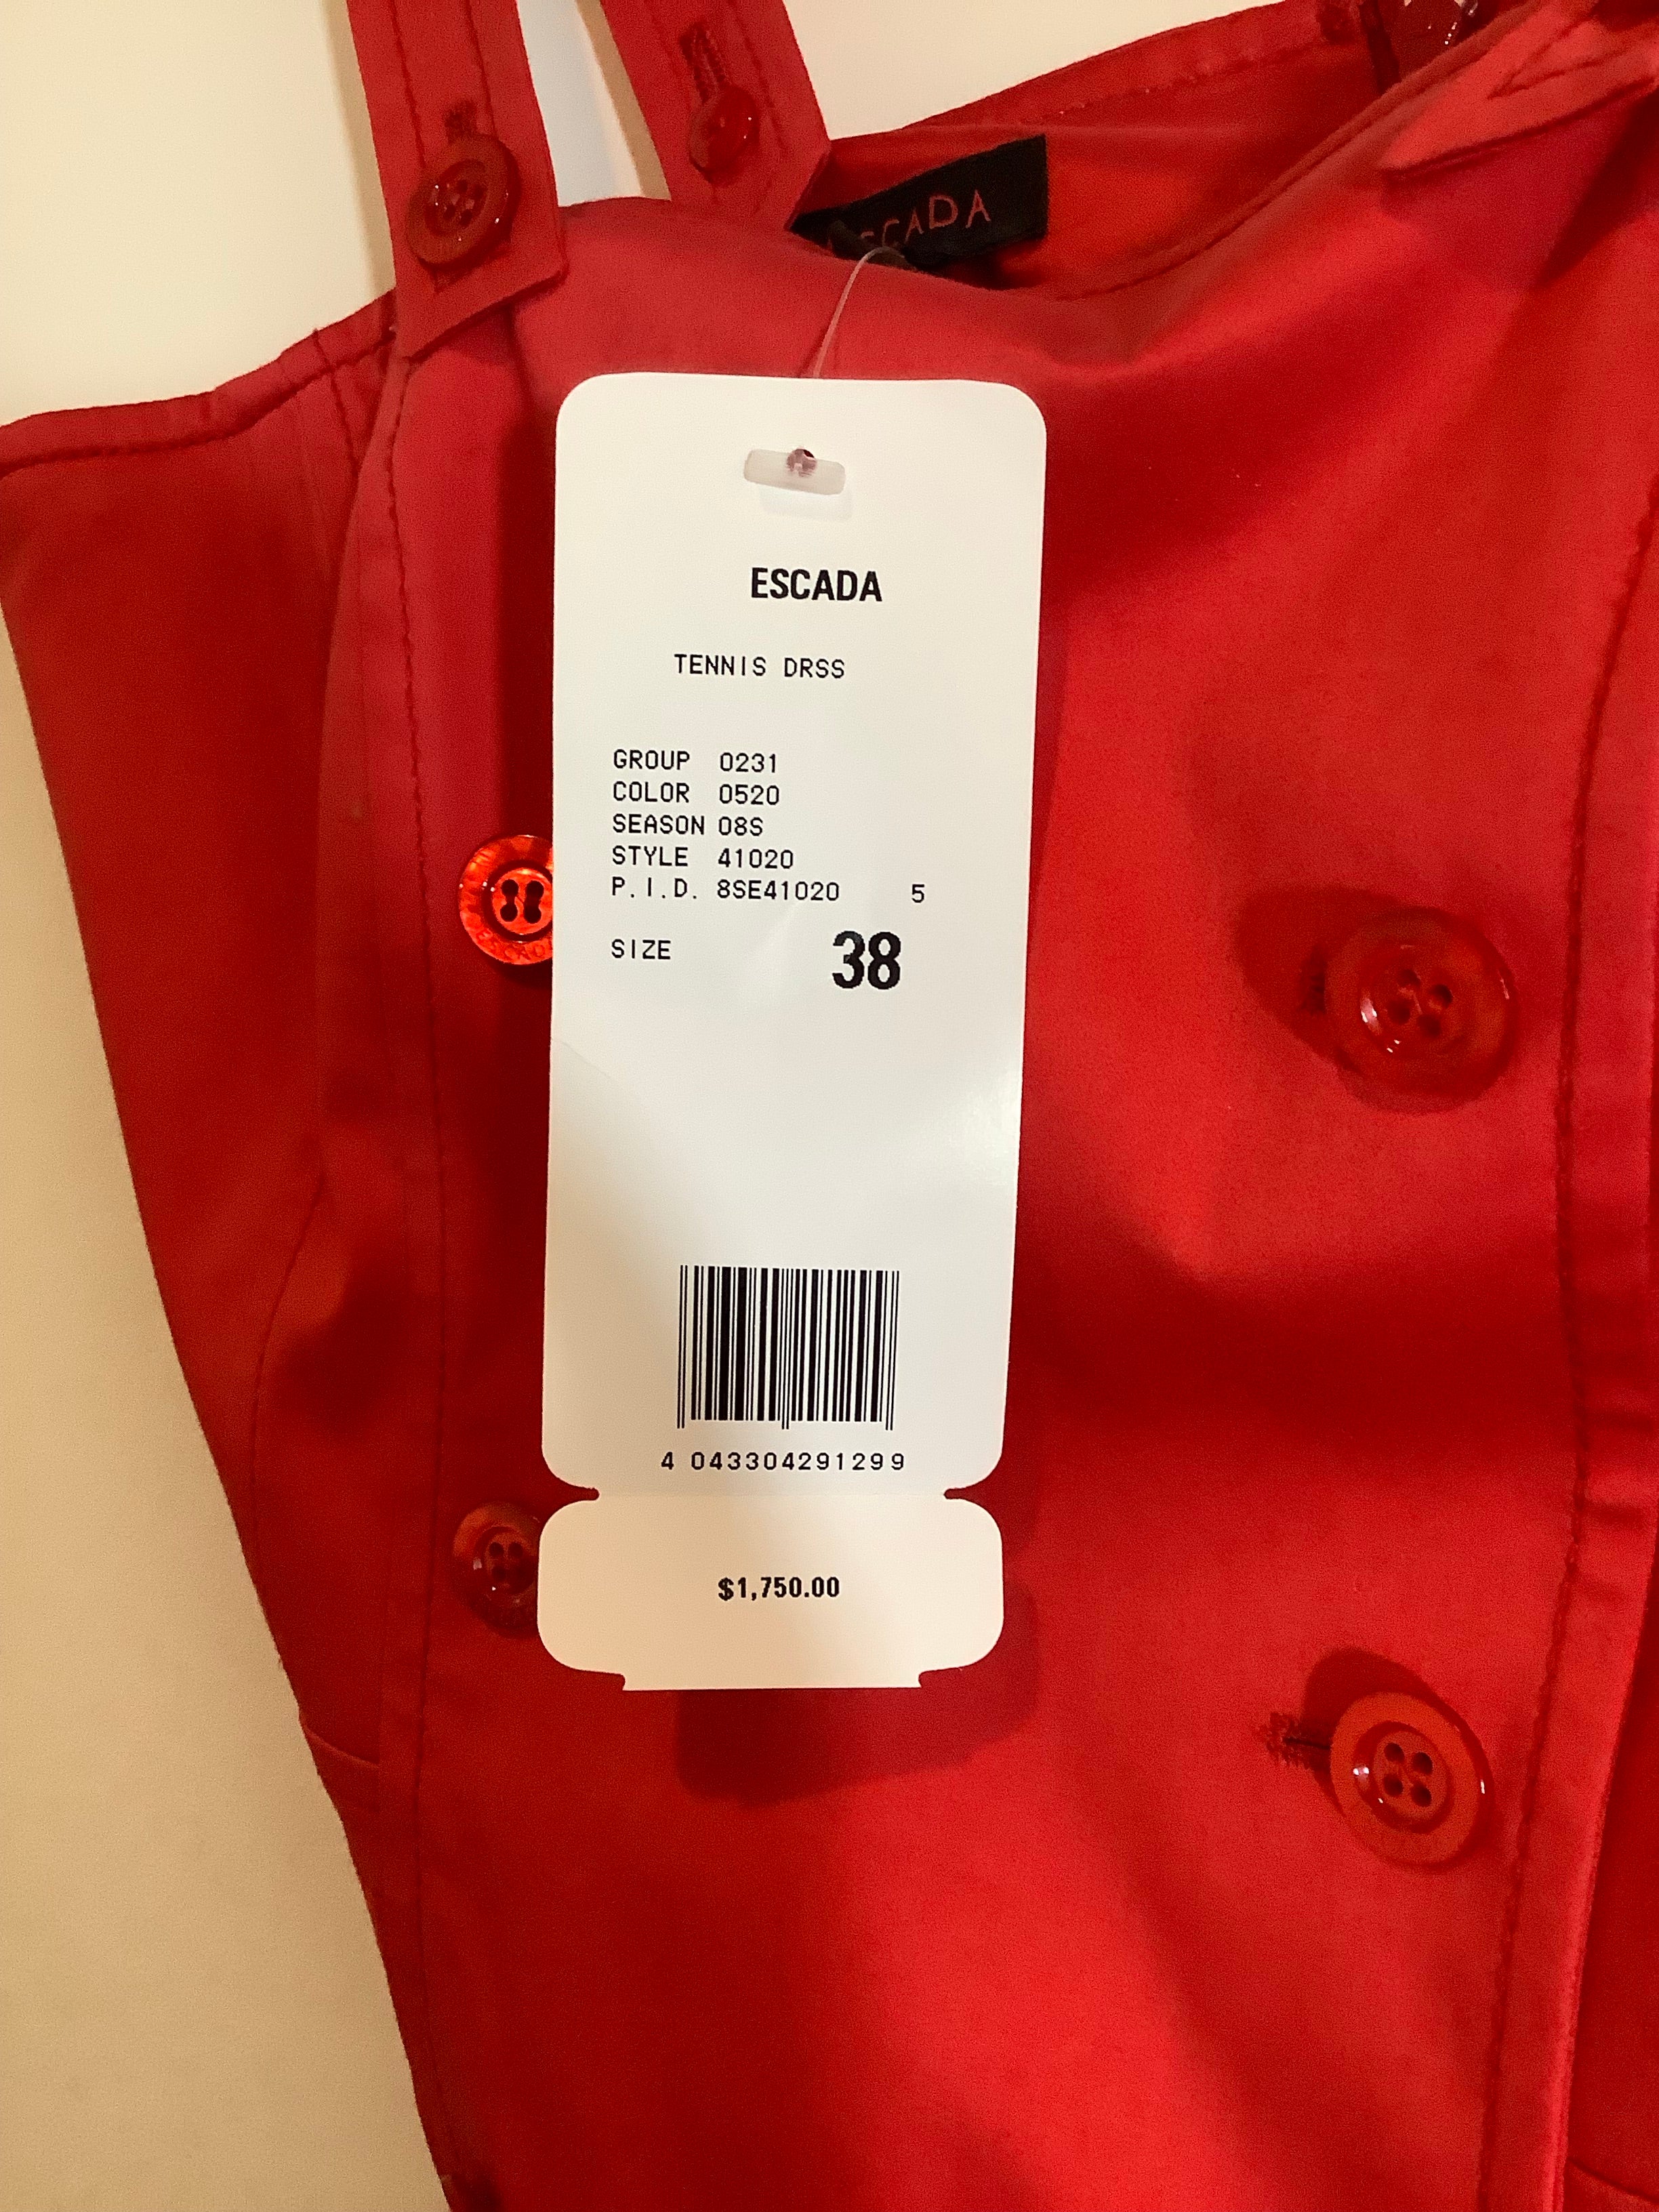 ESCADA
ESCADA
TENNIS DRSS
GROUP 0231
COLOR 0520
SEASON 08S
STYLE 41020
P.I.D. 8SE41020 5
SIZE 38
4 043304291299
$1,750.00